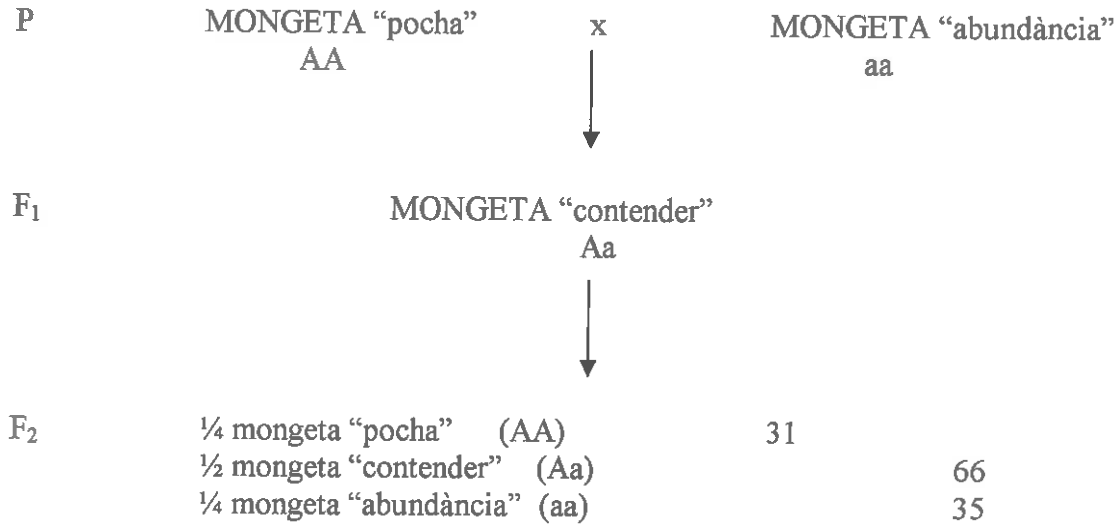 P MONGETA “pocha” x MONGETA “abundància”
AA aa
F₁ MONGETA “contender”
Aa
F₂ ¼ mongeta “pocha” (AA) 31
½ mongeta “contender” (Aa) 66
¼ mongeta “abundància” (aa) 35